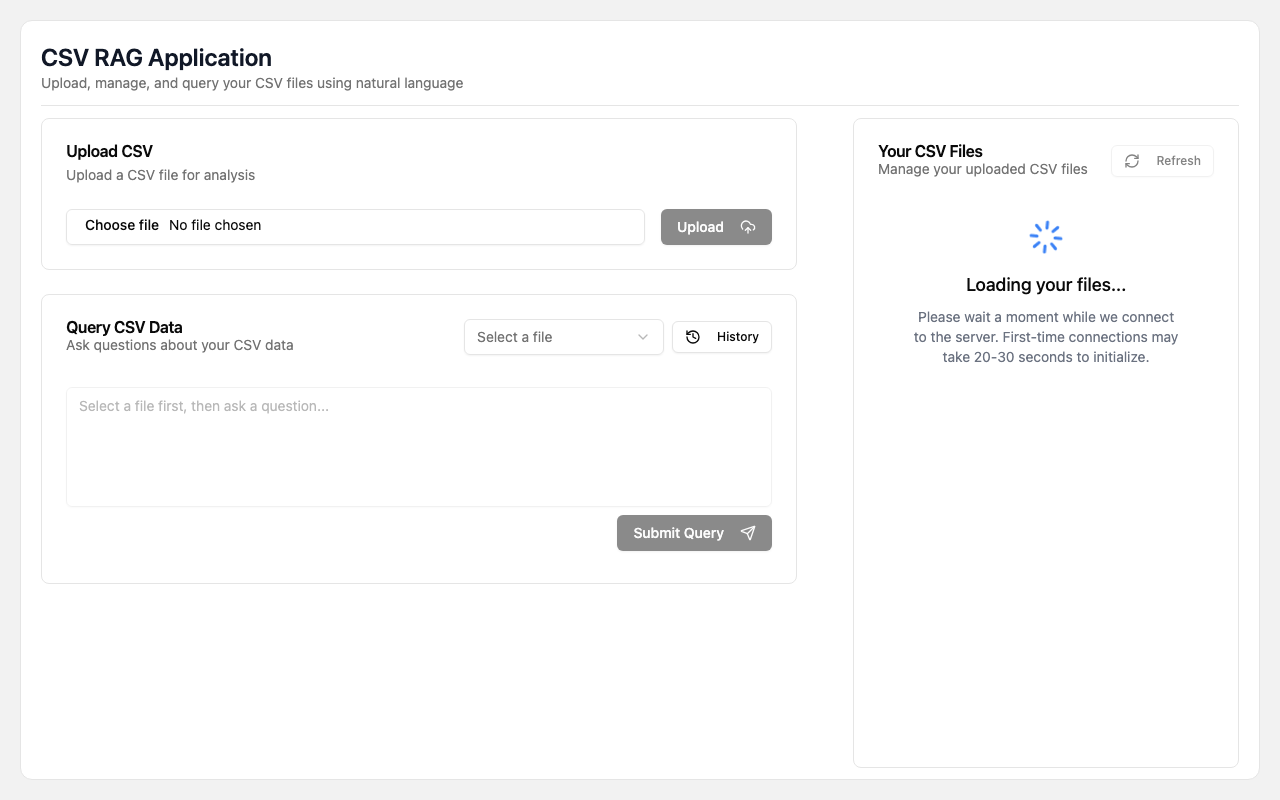 CSV RAG Application
Upload, manage, and query your CSV files using natural language
Upload CSV
Upload a CSV file for analysis
Choose file No file chosen
Upload
Query CSV Data
Ask questions about your CSV data
Select a file
History
Select a file first, then ask a question...
Submit Query
Your CSV Files
Manage your uploaded CSV files
Refresh
Loading your files...
Please wait a moment while we connect
to the server. First-time connections may
take 20-30 seconds to initialize.